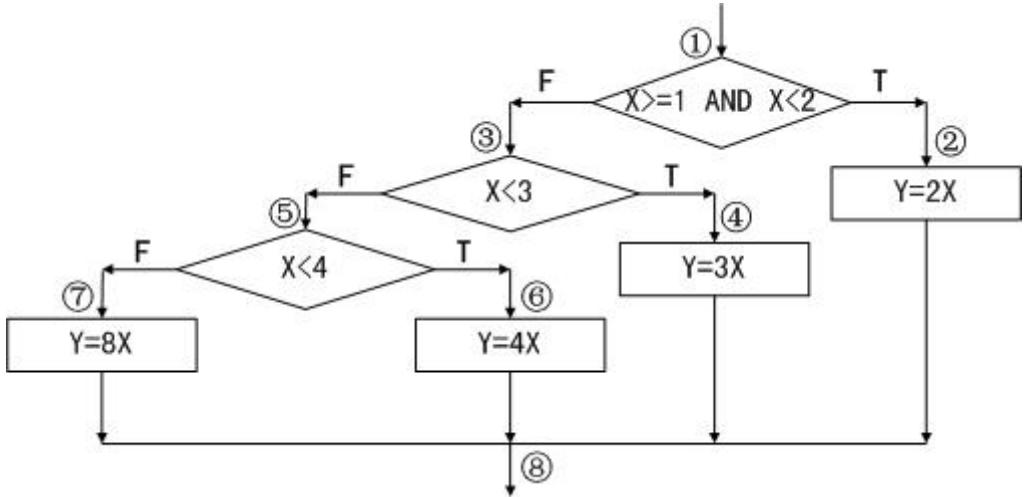 ①
X>=1 AND X<2
F
T
②
Y=2X
③
X<3
F
T
④
Y=3X
⑤
X<4
F
T
⑥
Y=4X
⑦
Y=8X
⑧